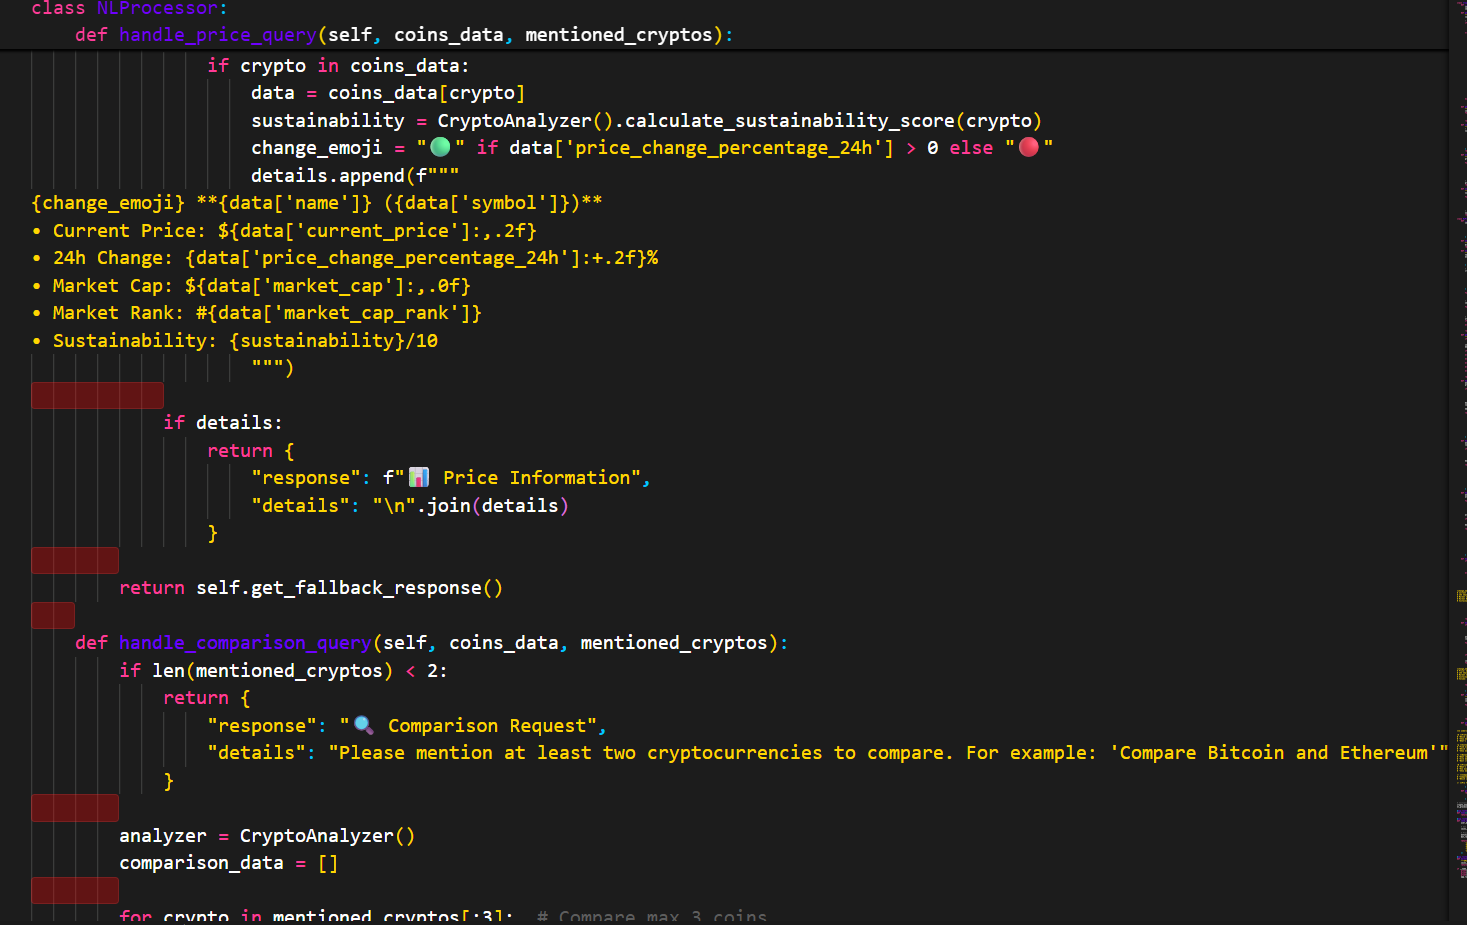 class NLProcessor:
    def handle_price_query(self, coins_data, mentioned_cryptos):
                if crypto in coins_data:
                    data = coins_data[crypto]
                    sustainability = CryptoAnalyzer().calculate_sustainability_score(crypto)
                    change_emoji = "🟢" if data['price_change_percentage_24h'] > 0 else "🔴"
                    details.append(f"""
{change_emoji} **{data['name']} ({data['symbol']})**
• Current Price: ${data['current_price']:,.2f}
• 24h Change: {data['price_change_percentage_24h']:+.2f}%
• Market Cap: ${data['market_cap']:,.0f}
• Market Rank: #{data['market_cap_rank']}
• Sustainability: {sustainability}/10
                    """)
            if details:
                return {
                    "response": f"📊 Price Information",
                    "details": "\n".join(details)
                }
        return self.get_fallback_response()
    def handle_comparison_query(self, coins_data, mentioned_cryptos):
        if len(mentioned_cryptos) < 2:
            return {
                "response": "🔍 Comparison Request",
                "details": "Please mention at least two cryptocurrencies to compare. For example: 'Compare Bitcoin and Ethereum'"
            }
        analyzer = CryptoAnalyzer()
        comparison_data = []
        for crypto in mentioned_cryptos[:3]:  # Compare max 3 coins